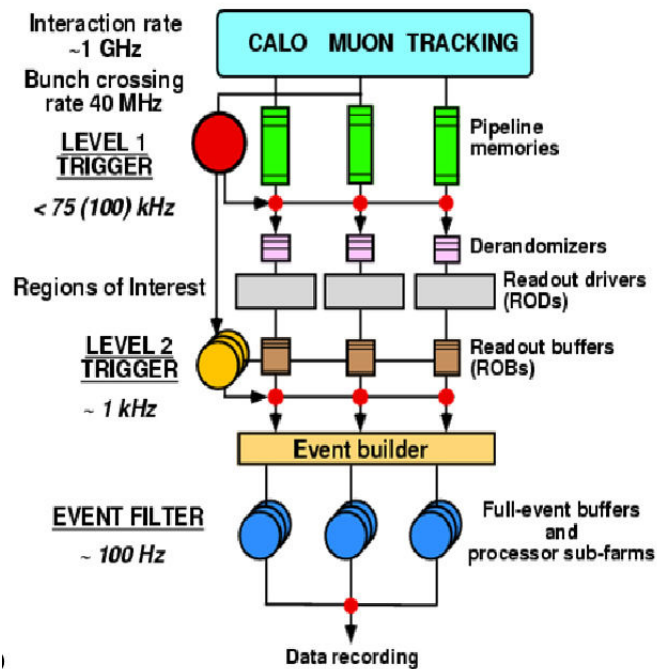 Interaction rate
~1 GHz
CALO MUON TRACKING
Bunch crossing
rate 40 MHz
LEVEL 1
TRIGGER
< 75 (100) kHz
Pipeline
memories
Derandomizers
Regions of Interest
Readout drivers
(RODs)
LEVEL 2
TRIGGER
~ 1 kHz
Readout buffers
(ROBs)
Event builder
EVENT FILTER
~ 100 Hz
Full-event buffers
and
processor sub-farms
Data recording
)